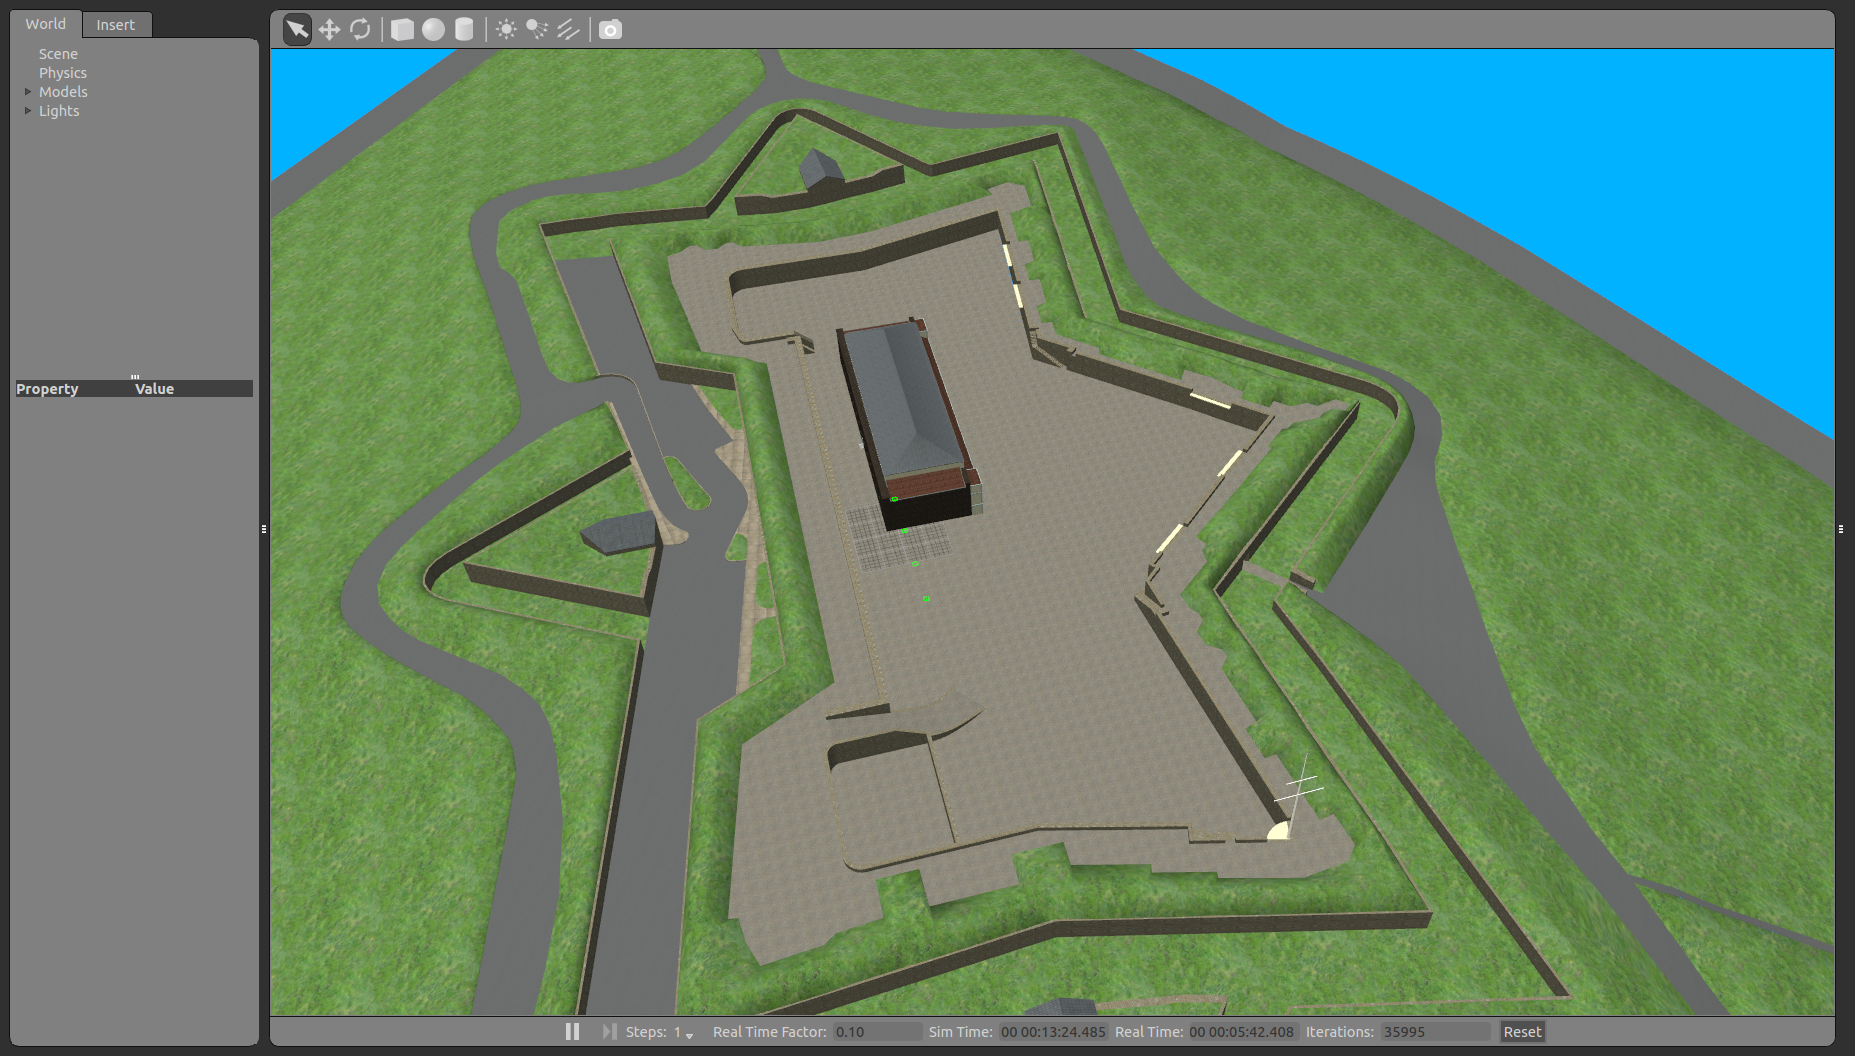 World Insert
Scene
Physics
Models
Lights
Property Value
Steps: 1 Real Time Factor: 0.10 Sim Time: 00 00:13:24.485 Real Time: 00 00:05:42.408 Iterations: 35995 Reset